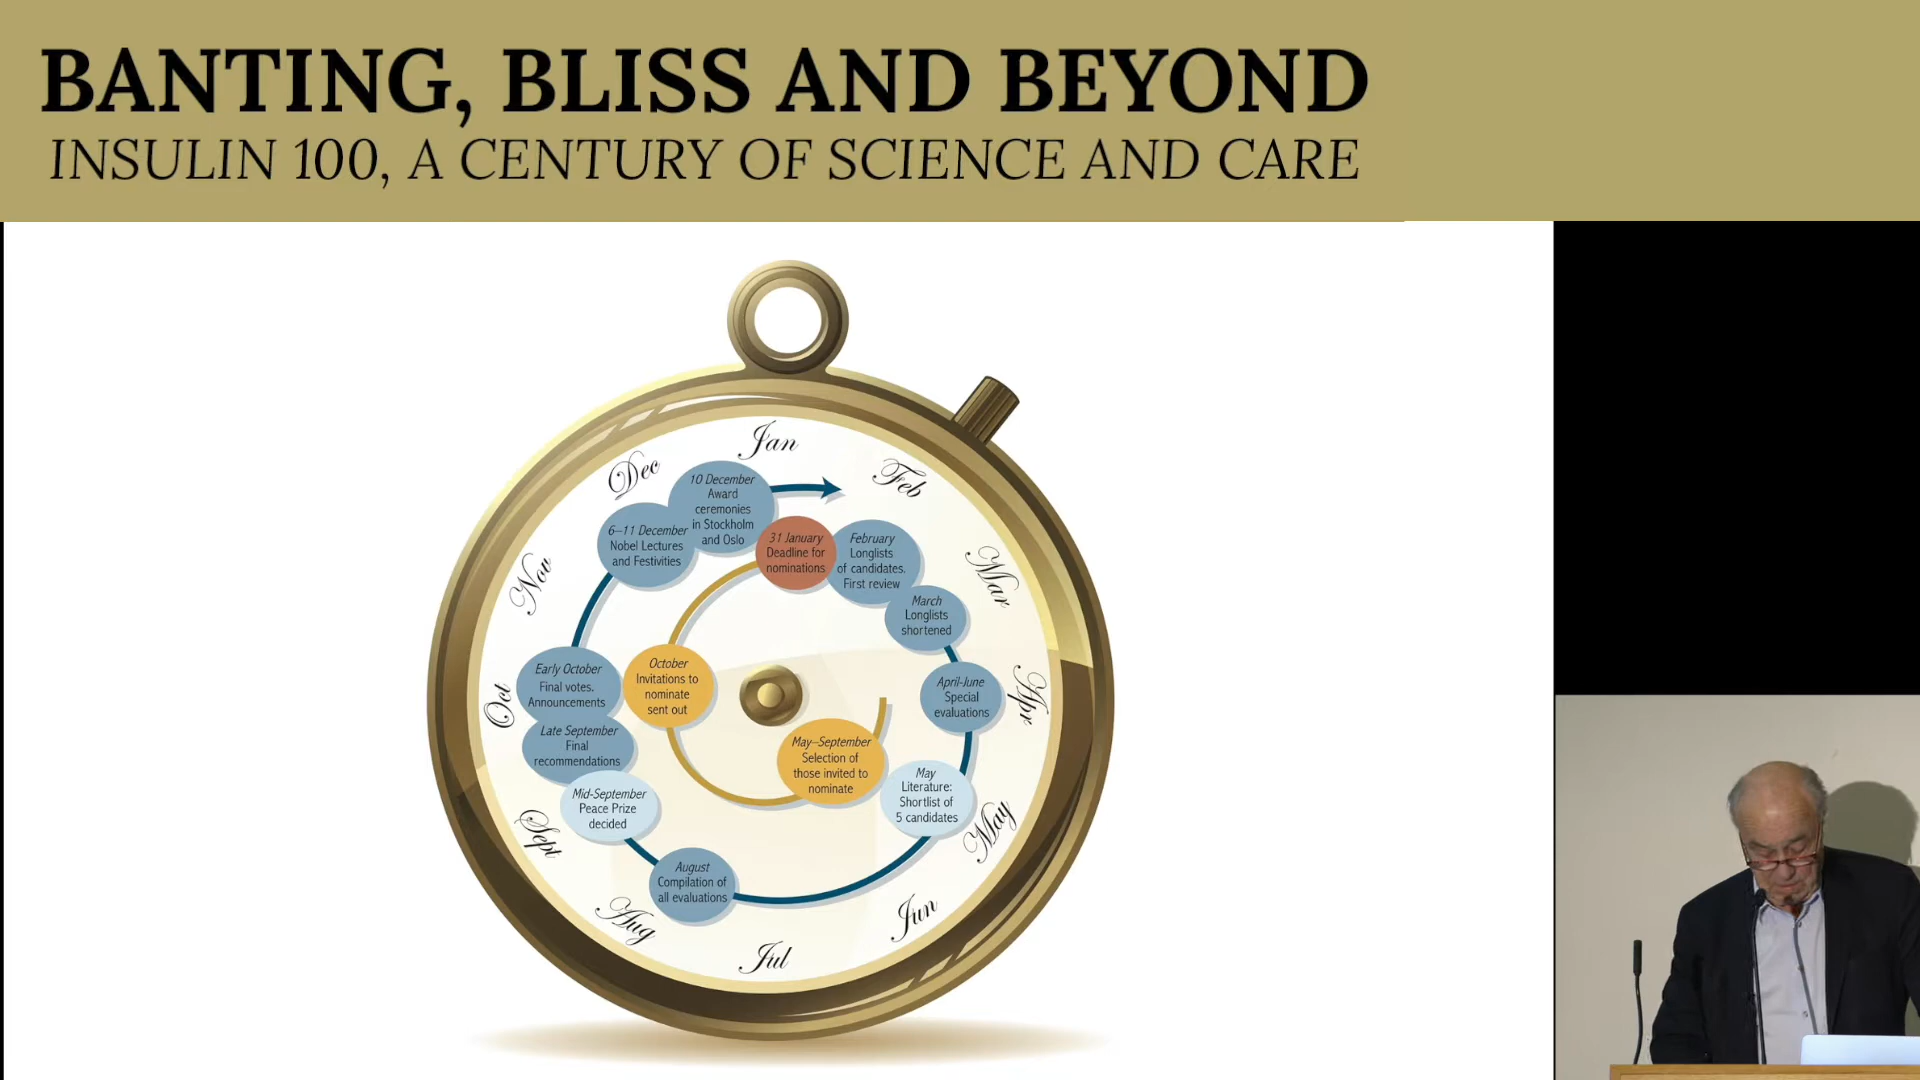 BANTING, BLISS AND BEYOND
INSULIN 100, A CENTURY OF SCIENCE AND CARE
Jan
Feb
Mar
Apr
May
Jun
Jul
Aug
Sept
Oct
Nov
Dec
10 December
Award
ceremonies
in Stockholm
and Oslo
6–11 December
Nobel Lectures
and Festivities
31 January
Deadline for
nominations
February
Longlists
of candidates.
First review
March
Longlists
shortened
April-June
Special
evaluations
May
Literature:
Shortlist of
5 candidates
May–September
Selection of
those invited to
nominate
October
Invitations to
nominate
sent out
Early October
Final votes.
Announcements
Late September
Final
recommendations
Mid-September
Peace Prize
decided
August
Compilation of
all evaluations